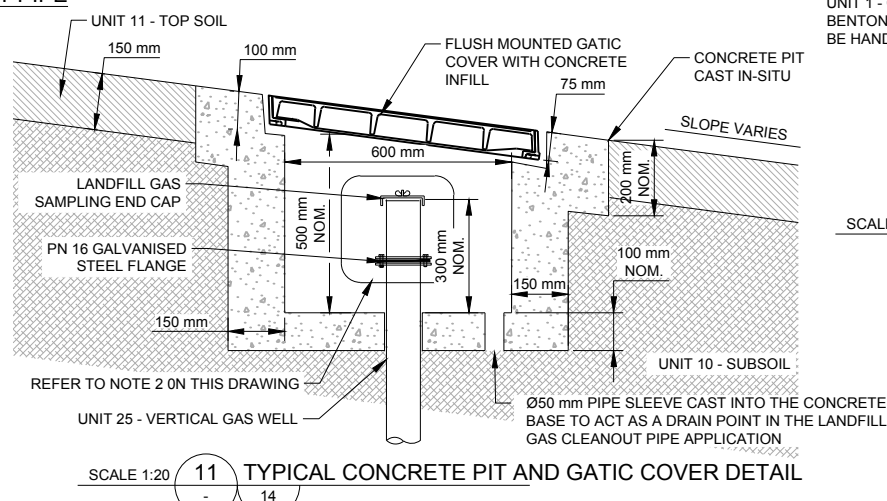 UNIT 11 - TOP SOIL
150 mm
100 mm
FLUSH MOUNTED GATIC
COVER WITH CONCRETE
INFILL
75 mm
CONCRETE PIT
CAST IN-SITU
UNIT 1 -
BENTON
BE HAND
SLOPE VARIES
600 mm
200 mm
NOM.
LANDFILL GAS
SAMPLING END CAP
500 mm
NOM.
300 mm
NOM.
PN 16 GALVANISED
STEEL FLANGE
SCALE
100 mm
NOM.
150 mm
150 mm
UNIT 10 - SUBSOIL
REFER TO NOTE 2 0N THIS DRAWING
UNIT 25 - VERTICAL GAS WELL
Ø50 mm PIPE SLEEVE CAST INTO THE CONCRETE
BASE TO ACT AS A DRAIN POINT IN THE LANDFILL
GAS CLEANOUT PIPE APPLICATION
SCALE 1:20 11 TYPICAL CONCRETE PIT AND GATIC COVER DETAIL
- 14